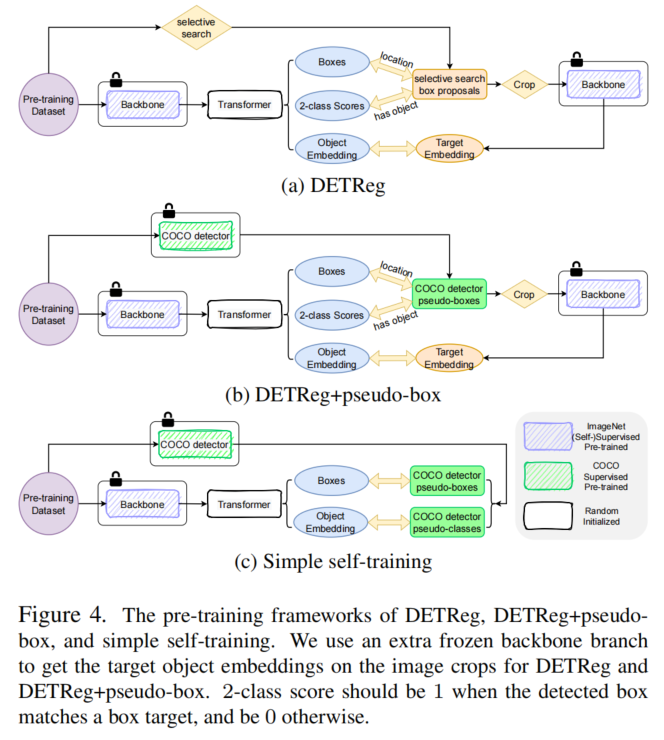 selective
search
Pre-training
Dataset
Backbone
Transformer
Boxes
2-class Scores
Object
Embedding
location
has object
selective search
box proposals
Crop
Backbone
Target
Embedding
(a) DETReg
COCO detector
Pre-training
Dataset
Backbone
Transformer
Boxes
2-class Scores
Object
Embedding
location
has object
COCO detector
pseudo-boxes
Crop
Backbone
Target
Embedding
(b) DETReg+pseudo-box
COCO detector
Pre-training
Dataset
Backbone
Transformer
Boxes
Object
Embedding
COCO detector
pseudo-boxes
COCO detector
pseudo-classes
ImageNet
(Self-)Supervised
Pre-trained
COCO
Supervised
Pre-trained
Random
Initialized
(c) Simple self-training
Figure 4. The pre-training frameworks of DETReg, DETReg+pseudo-
box, and simple self-training. We use an extra frozen backbone branch
to get the target object embeddings on the image crops for DETReg and
DETReg+pseudo-box. 2-class score should be 1 when the detected box
matches a box target, and be 0 otherwise.